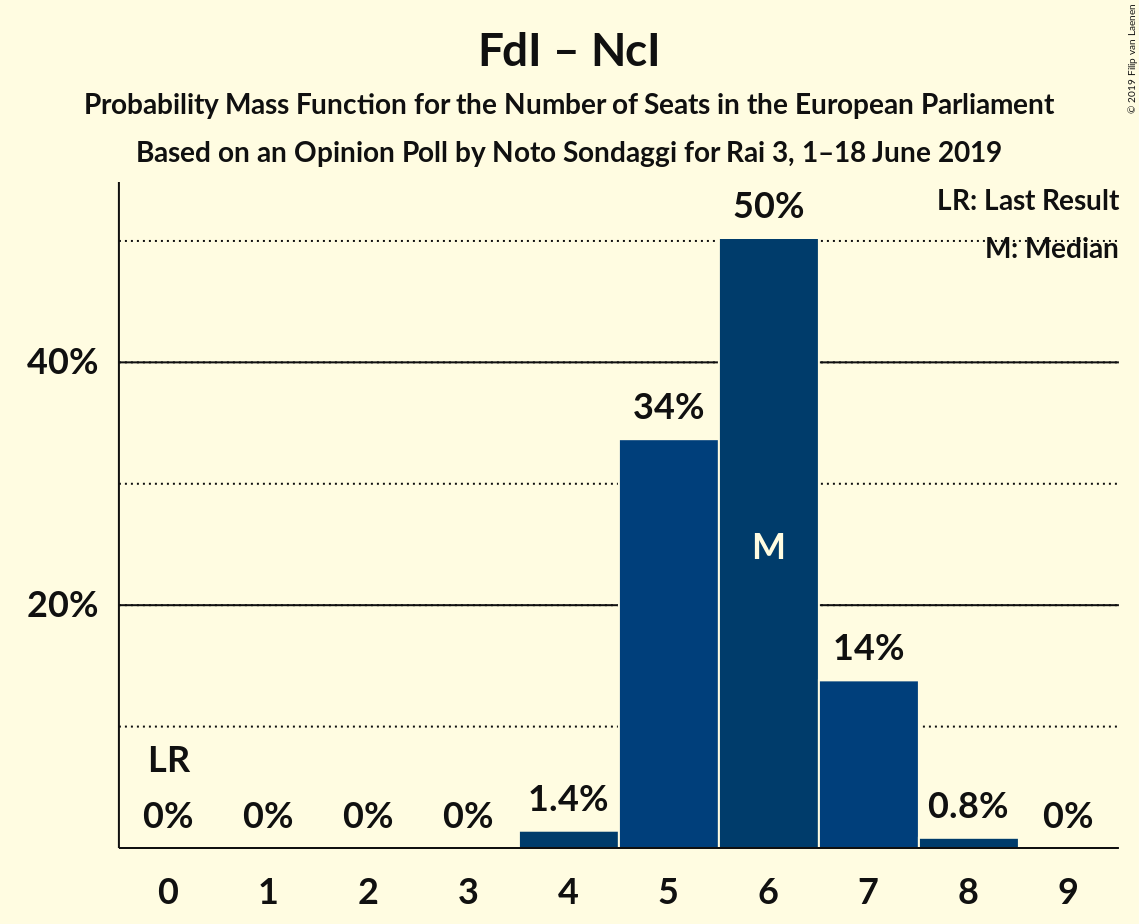 FdI – NcI
Probability Mass Function for the Number of Seats in the European Parliament
Based on an Opinion Poll by Noto Sondaggi for Rai 3, 1–18 June 2019
© 2019 Filip van Laenen
LR: Last Result
M: Median
50%
40%
34%
M
20%
14%
LR
0%
0%
0%
0%
1.4%
0.8%
0%
0
1
2
3
4
5
6
7
8
9